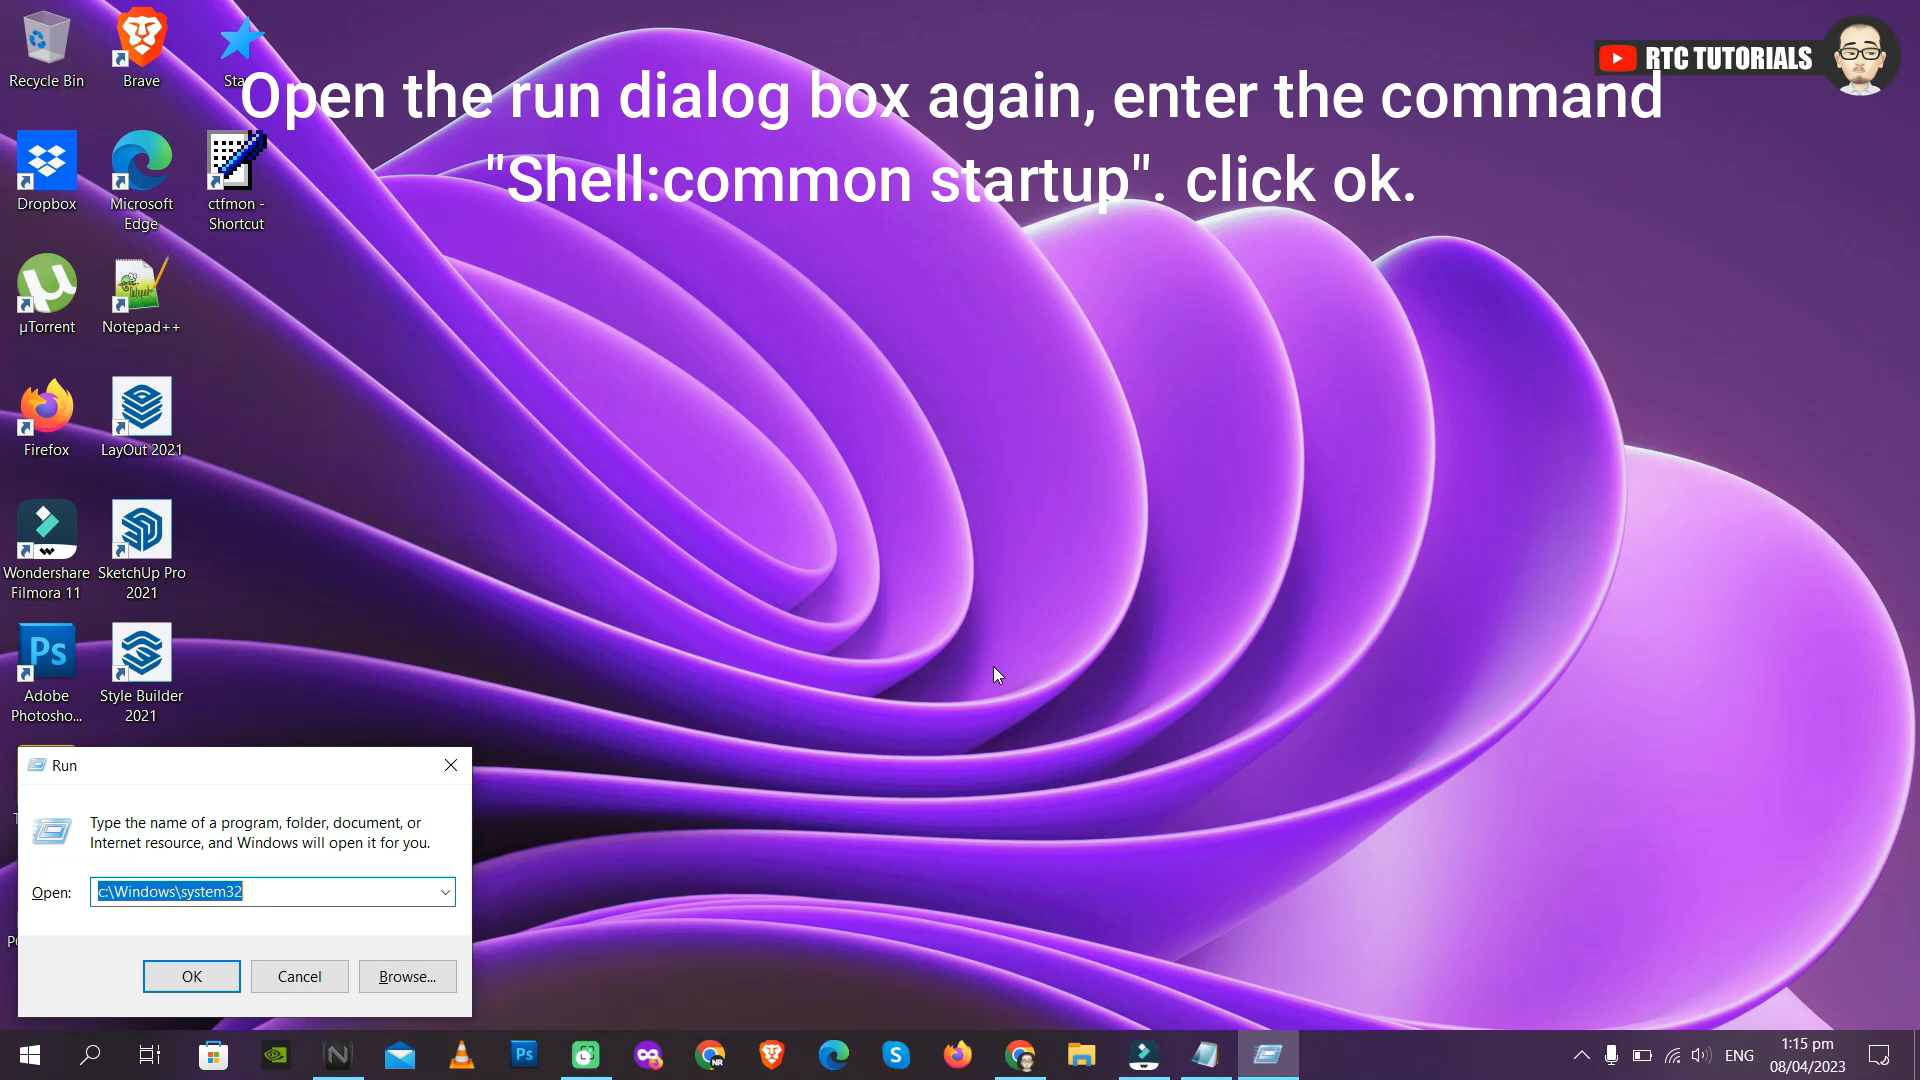 RTC TUTORIALS
Open the run dialog box again, enter the command
"Shell:common startup". click ok.
Recycle Bin
Brave
Dropbox
Microsoft
Edge
ctfmon -
Shortcut
µTorrent
Notepad++
Firefox
LayOut 2021
Wondershare
Filmora 11
SketchUp Pro
2021
Ps
Adobe
Photosho...
Style Builder
2021
Run
Type the name of a program, folder, document, or
Internet resource, and Windows will open it for you.
Open:
c:\Windows\system32
OK
Cancel
Browse...
Ps
NR
ENG
1:15 pm
08/04/2023